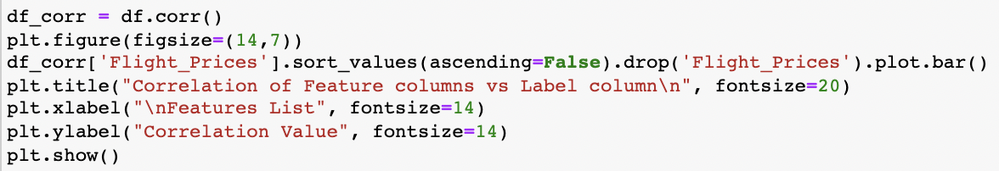 df_corr = df.corr()
plt.figure(figsize=(14,7))
df_corr['Flight_Prices'].sort_values(ascending=False).drop('Flight_Prices').plot.bar()
plt.title("Correlation of Feature columns vs Label column\n", fontsize=20)
plt.xlabel("\nFeatures List", fontsize=14)
plt.ylabel("Correlation Value", fontsize=14)
plt.show()